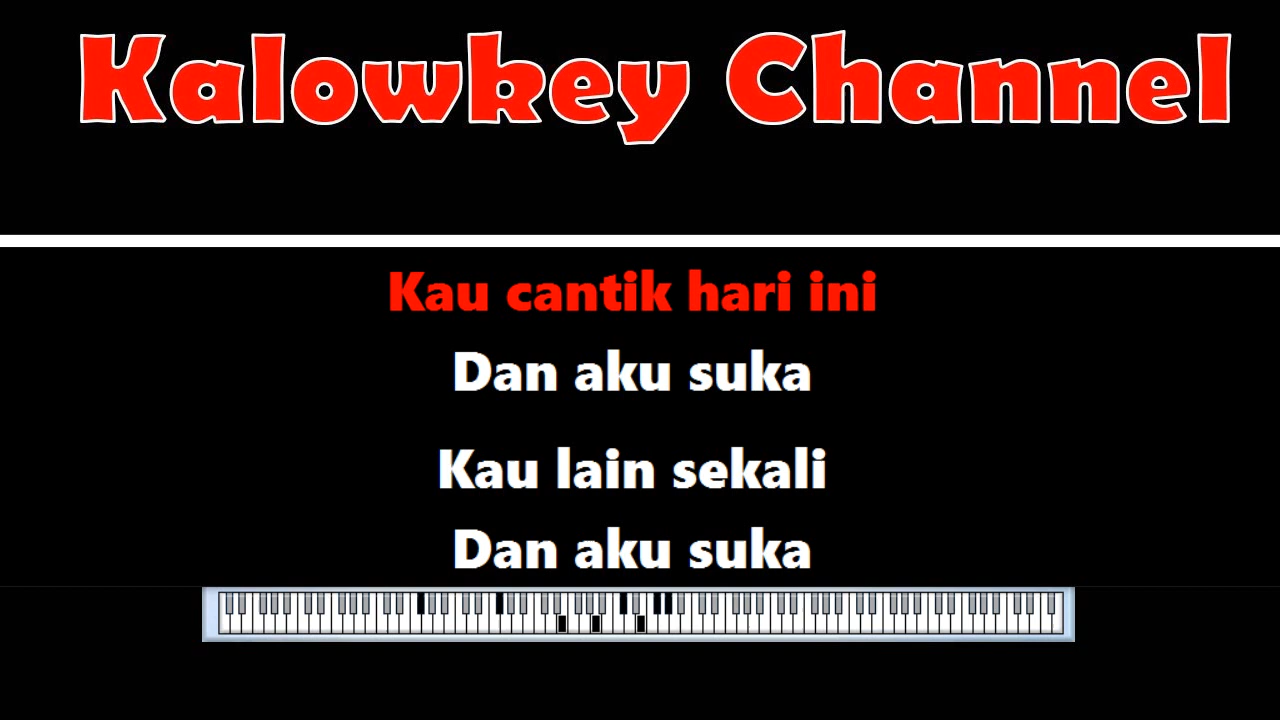 Kalowkey Channel
Kau cantik hari ini
Dan aku suka
Kau lain sekali
Dan aku suka